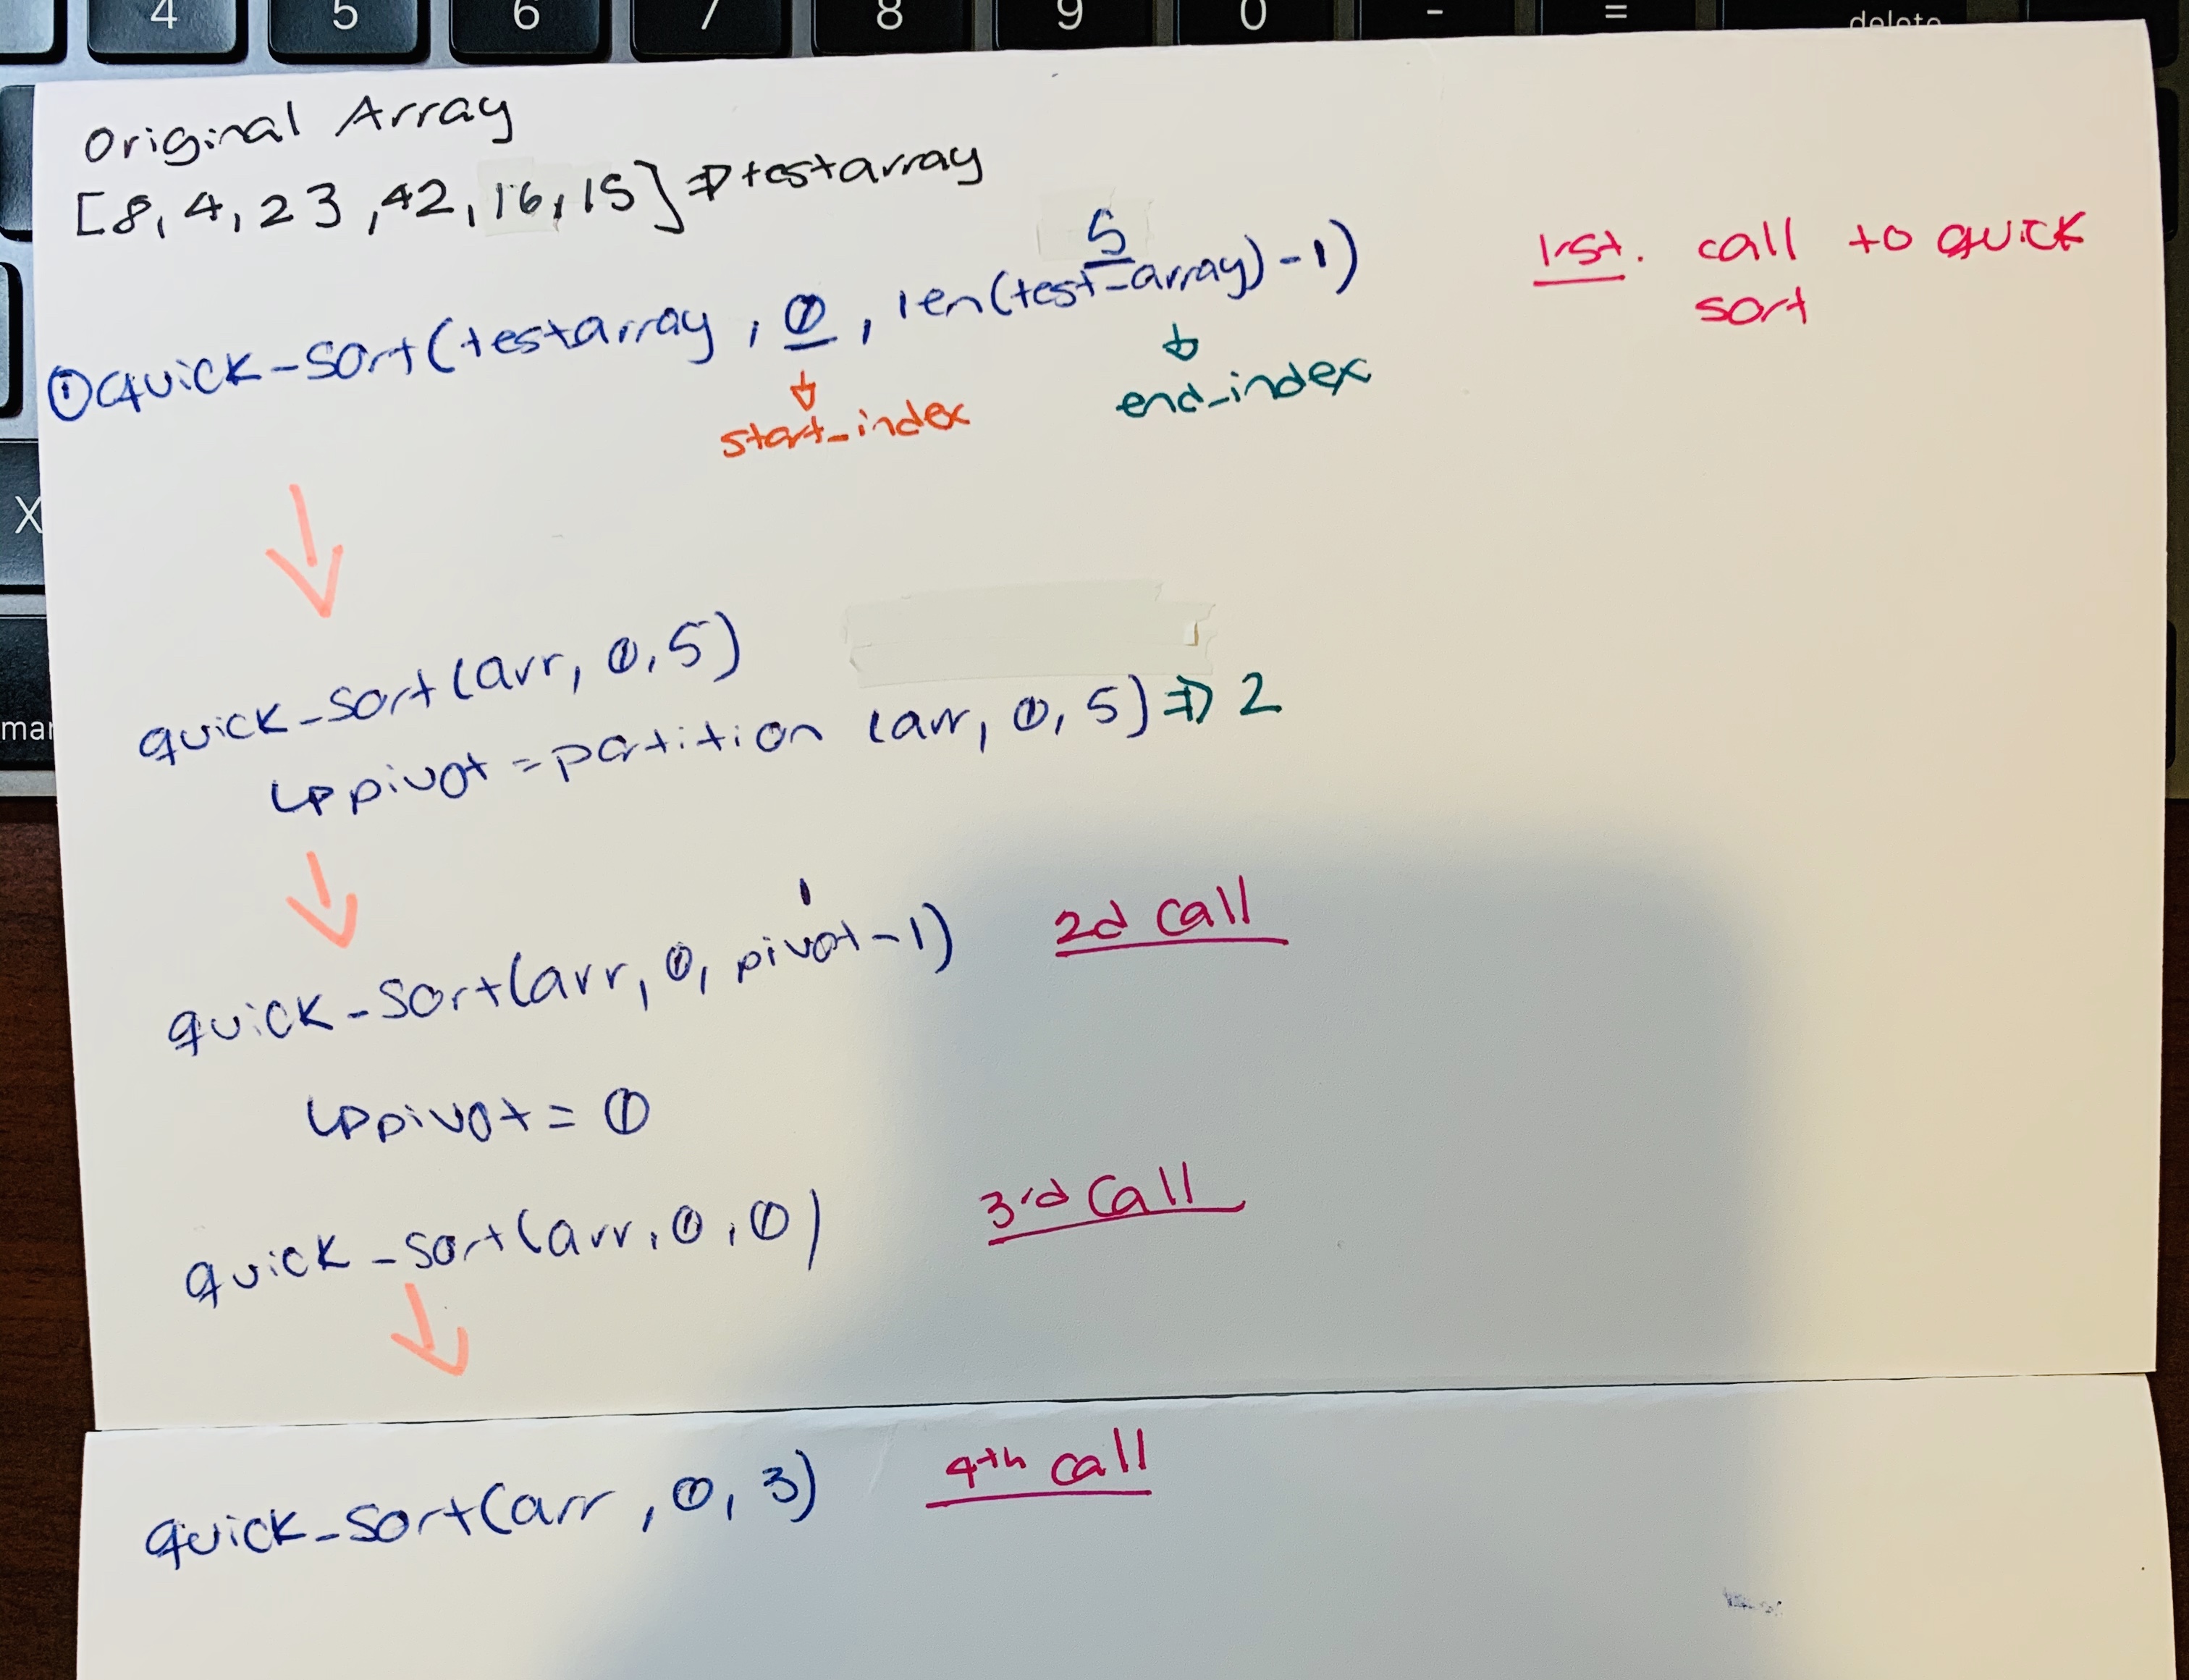 4 5 6 7 8 9 0 - = delete
X
mar
Original Array
[8, 4, 23, 42, 16, 15] ⇒ testarray
5
① quick-sort(testarray, 0, len(test-array)-1)
1rst. call to quick
sort
↓ ↓
start_index end_index
quick-sort(arr, 0, 5)
↳ pivot = partition (arr, 0, 5) ⇒ 2
1
quick-sort(arr, 0, pivot-1) 2d call
↳ pivot = 0
quick-sort(arr, 0, 0) 3rd call
quick-sort(arr, 0, 3) 4th call